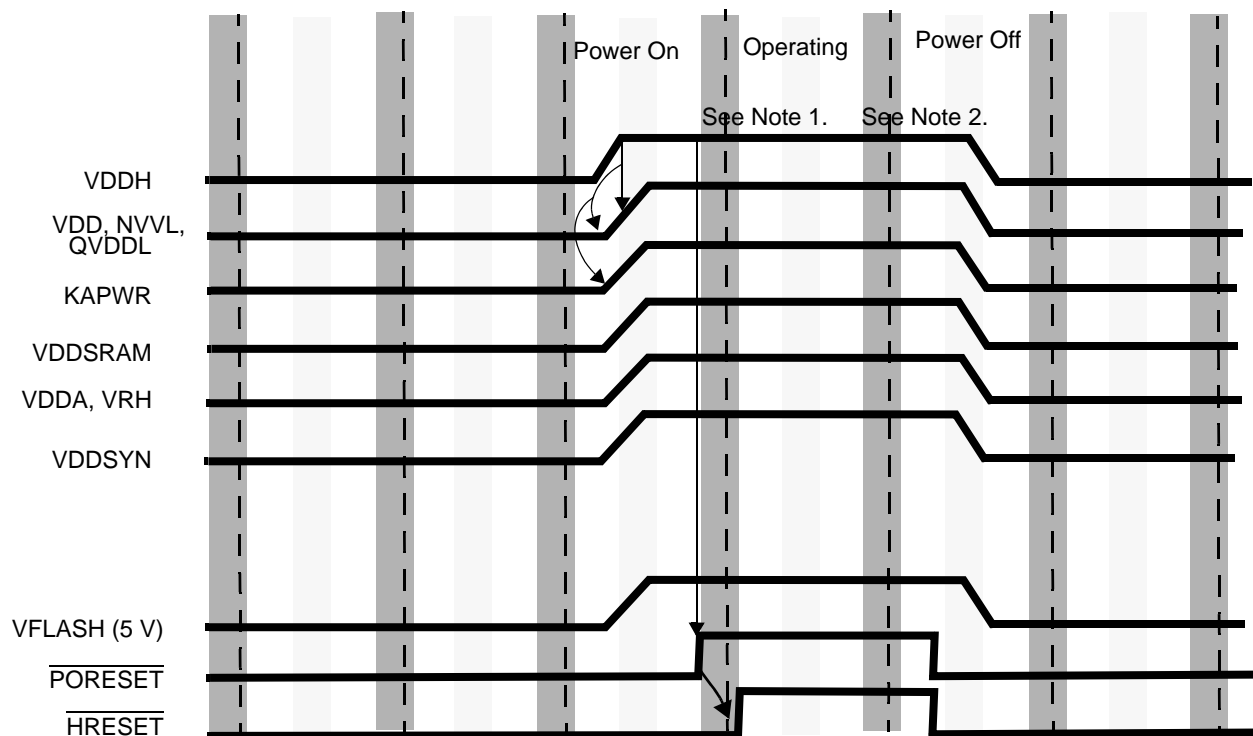 Power On
Operating
Power Off
See Note 1.
See Note 2.
VDDH
VDD, NVVL,
QVDDL
KAPWR
VDDSRAM
VDDA, VRH
VDDSYN
VFLASH (5 V)
PORESET
HRESET